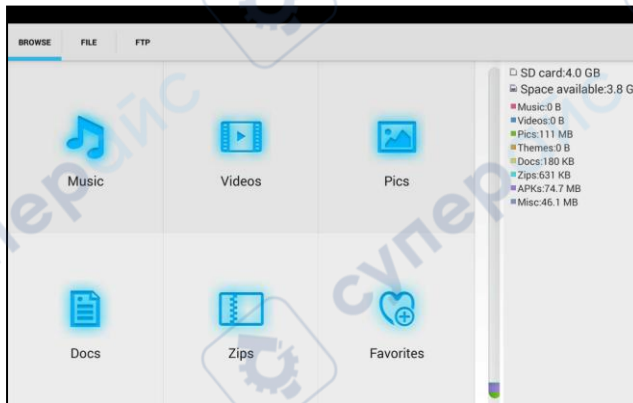 BROWSE FILE FTP
Music Videos Pics
Docs Zips Favorites
SD card:4.0 GB
Space available:3.8 G
Music:0 B
Videos:0 B
Pics:111 MB
Themes:0 B
Docs:180 KB
Zips:631 KB
APKs:74.7 MB
Misc:46.1 MB
суперайс